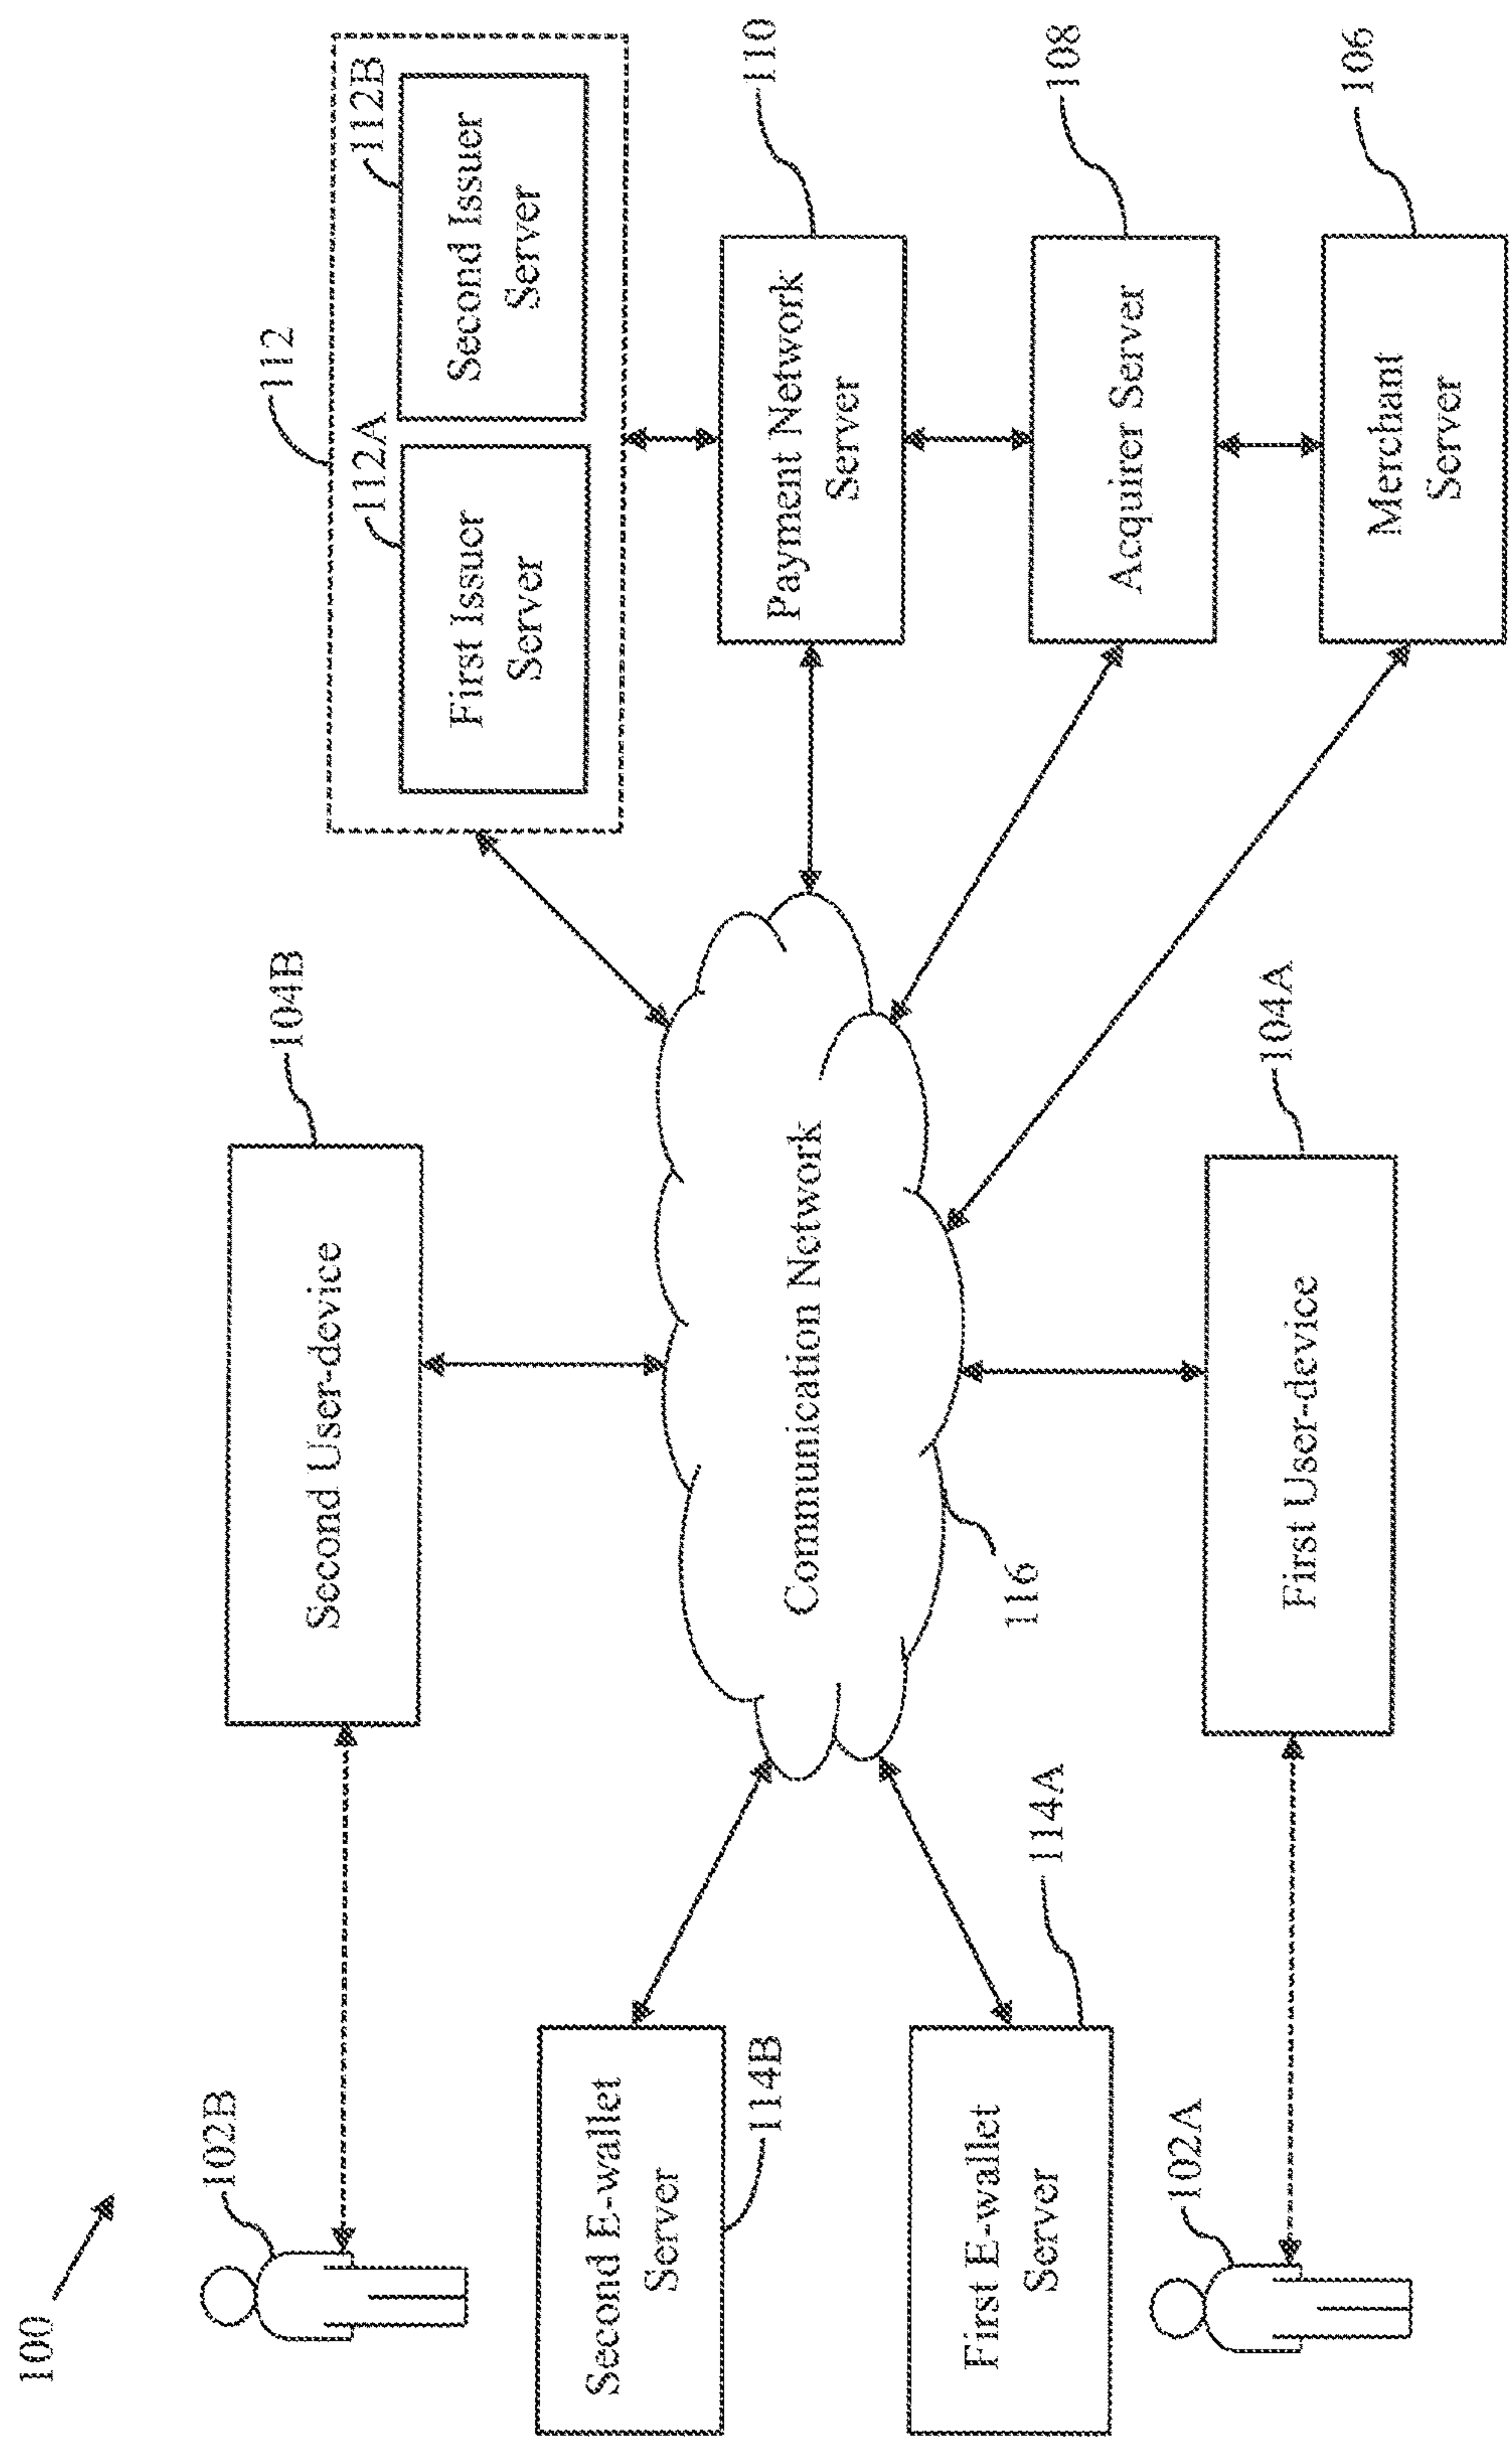 100
102B
104B
Second User-device
112
112A
112B
First Issuer
Server
Second Issuer
Server
110
Payment Network
Server
108
Acquirer Server
106
Merchant
Server
Communication Network
116
Second E-wallet
Server
114B
First E-wallet
Server
114A
102A
104A
First User-device